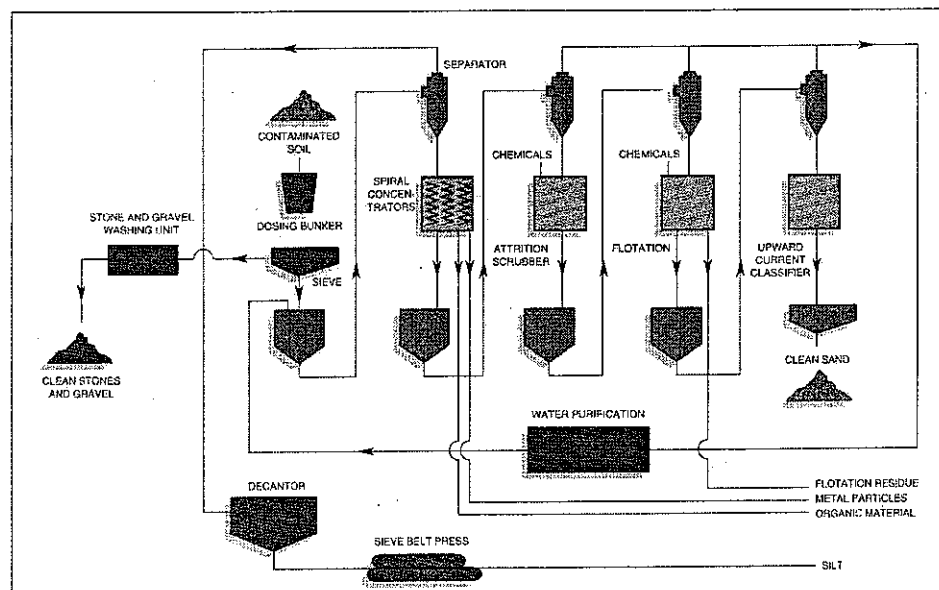 SEPARATOR
CONTAMINATED
SOIL
CHEMICALS
CHEMICALS
SPIRAL
CONCEN-
TRATORS
STONE AND GRAVEL
WASHING UNIT
DOSING BUNKER
ATTRITION
SCRUBBER
FLOTATION
UPWARD
CURRENT
CLASSIFIER
SIEVE
CLEAN STONES
AND GRAVEL
CLEAN SAND
WATER PURIFICATION
DECANTOR
FLOTATION RESIDUE
METAL PARTICLES
ORGANIC MATERIAL
SIEVE BELT PRESS
SILT